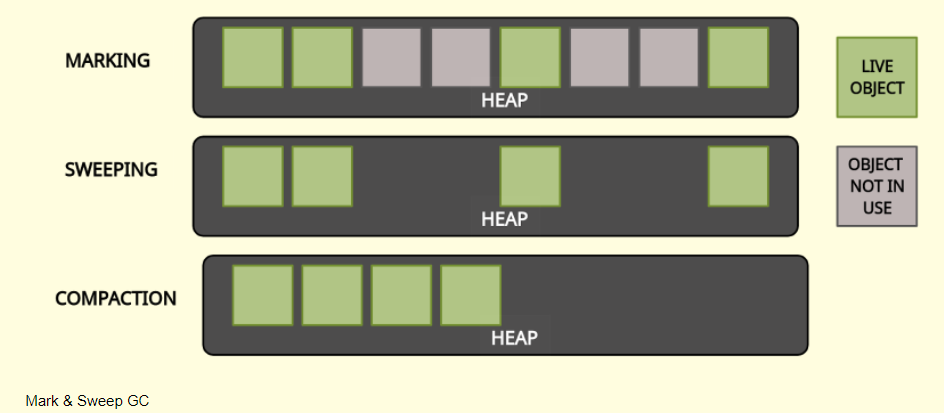 MARKING
HEAP
LIVE
OBJECT
SWEEPING
HEAP
OBJECT
NOT IN
USE
COMPACTION
HEAP
Mark & Sweep GC